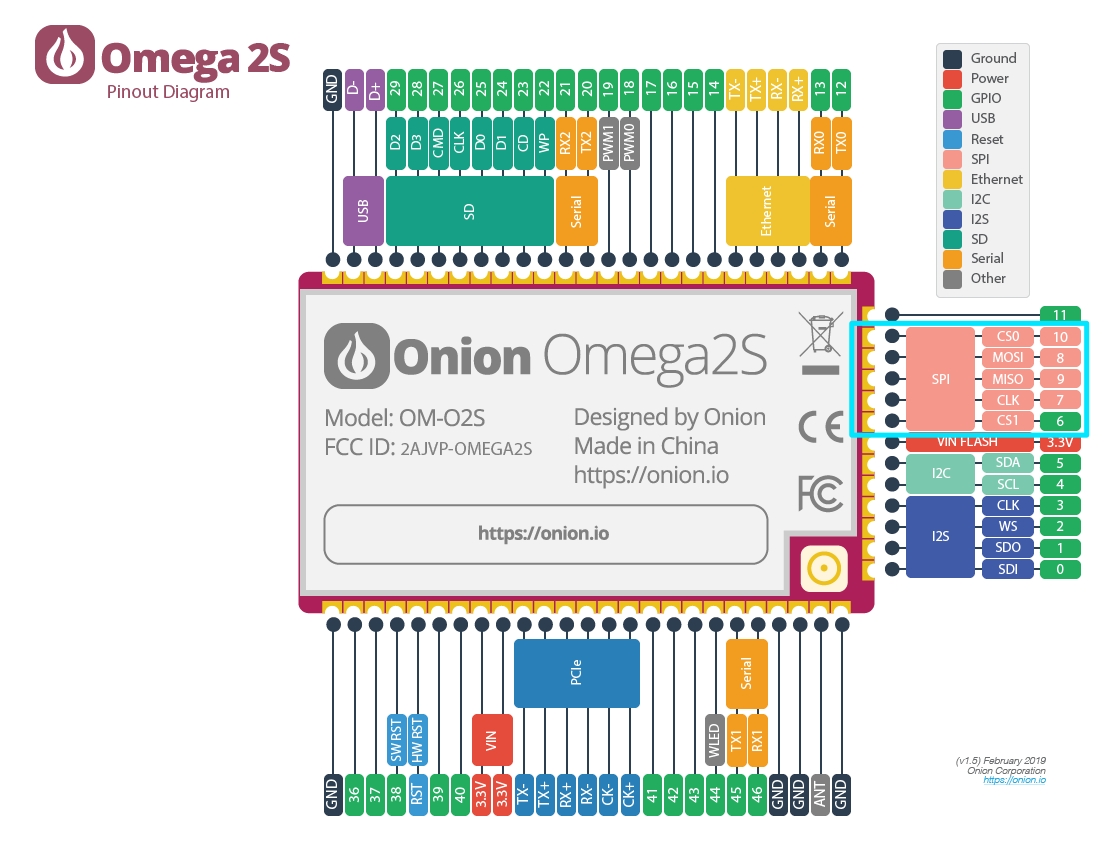 Omega 2S
Pinout Diagram
GND D- D+ 29 28 27 26 25 24 23 22 21 20 19 18 17 16 15 14 TX- TX+ RX- RX+ 13 12
D2 D3 CMD CLK D0 D1 CD WP RX2 TX2 PWM1 PWM0 RX0 TX0
USB SD Serial Ethernet Serial
Ground
Power
GPIO
USB
Reset
SPI
Ethernet
I2C
I2S
SD
Serial
Other
Onion Omega2S
Model: OM-O2S
FCC ID: 2AJVP-OMEGA2S
Designed by Onion
Made in China
https://onion.io
CE
FC
https://onion.io
11
SPI
CS0 10
MOSI 8
MISO 9
CLK 7
CS1 6
VIN FLASH 3.3V
I2C
SDA 5
SCL 4
I2S
CLK 3
WS 2
SDO 1
SDI 0
PCIe Serial
SW RST HW RST VIN WLED TX1 RX1
GND 36 37 38 RST 39 40 3.3V 3.3V TX- TX+ RX+ RX- CK- CK+ 41 42 43 44 45 46 GND GND ANT GND
(v1.5) February 2019
Onion Corporation
https://onion.io